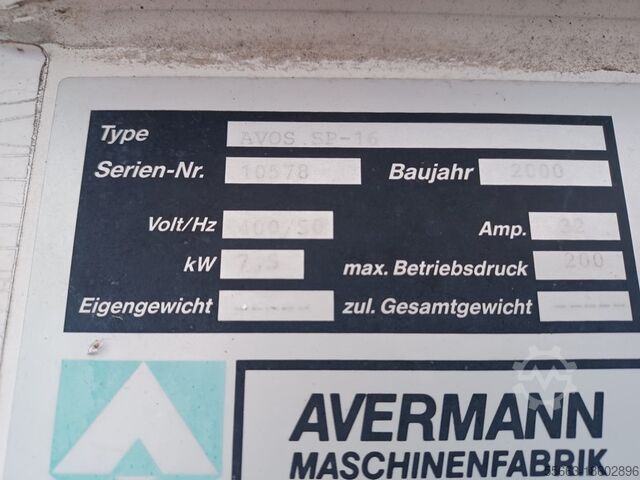 Type AVOS SP-16
Serien-Nr. 10578 Baujahr 2000
Volt/Hz 400/50 Amp. 32
kW 7,5 max. Betriebsdruck 200
Eigengewicht ----- zul. Gesamtgewicht -----
AVERMANN
MASCHINENFABRIK